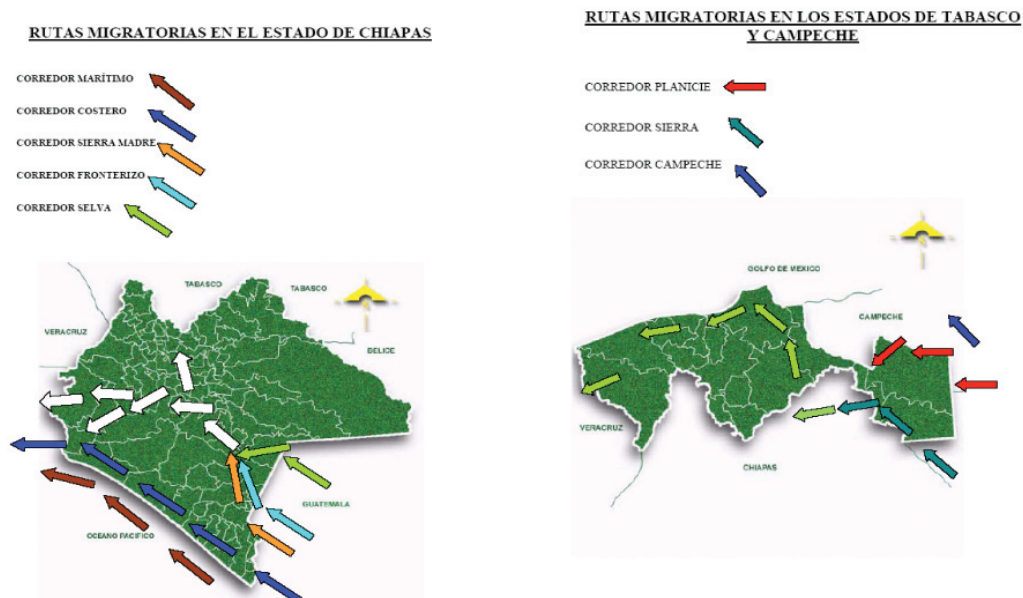 RUTAS MIGRATORIAS EN EL ESTADO DE CHIAPAS
CORREDOR MARÍTIMO
CORREDOR COSTERO
CORREDOR SIERRA MADRE
CORREDOR FRONTERIZO
CORREDOR SELVA
TABASCO
TABASCO
VERACRUZ
BELICE
GUATEMALA
OCEANO PACIFICO
RUTAS MIGRATORIAS EN LOS ESTADOS DE TABASCO
Y CAMPECHE
CORREDOR PLANICIE
CORREDOR SIERRA
CORREDOR CAMPECHE
GOLFO DE MEXICO
CAMPECHE
VERACRUZ
CHIAPAS